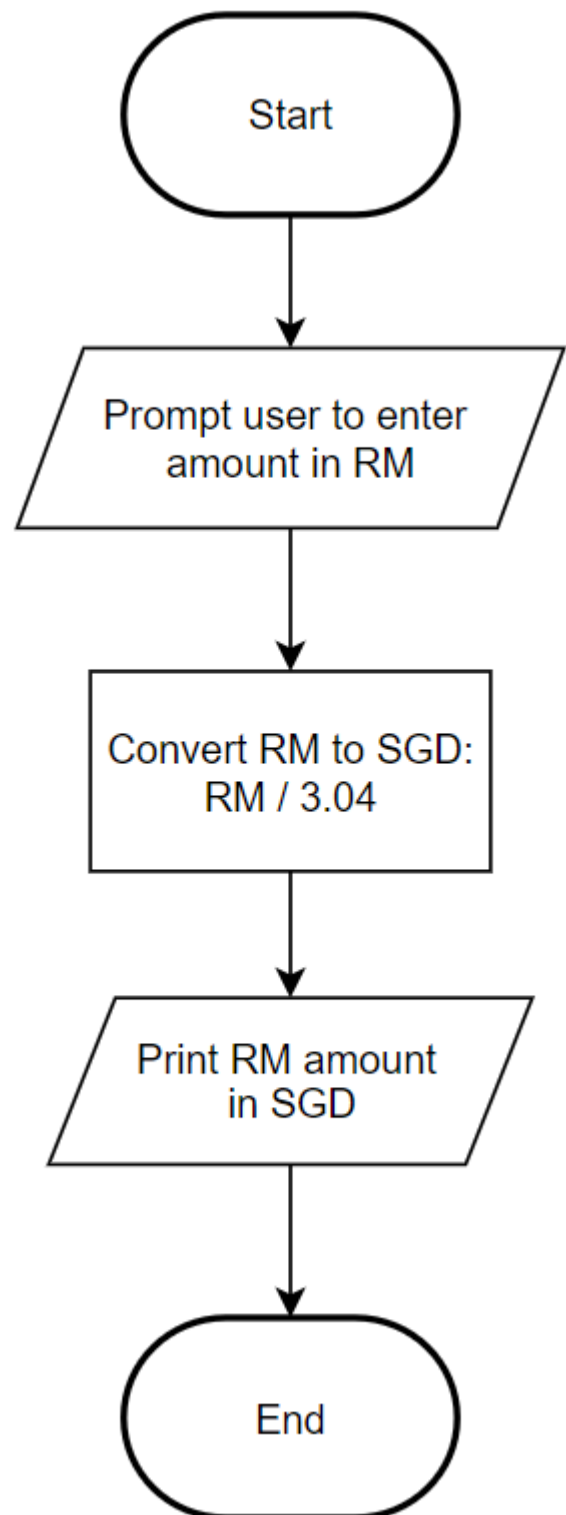 Start
Prompt user to enter
amount in RM
Convert RM to SGD:
RM / 3.04
Print RM amount
in SGD
End